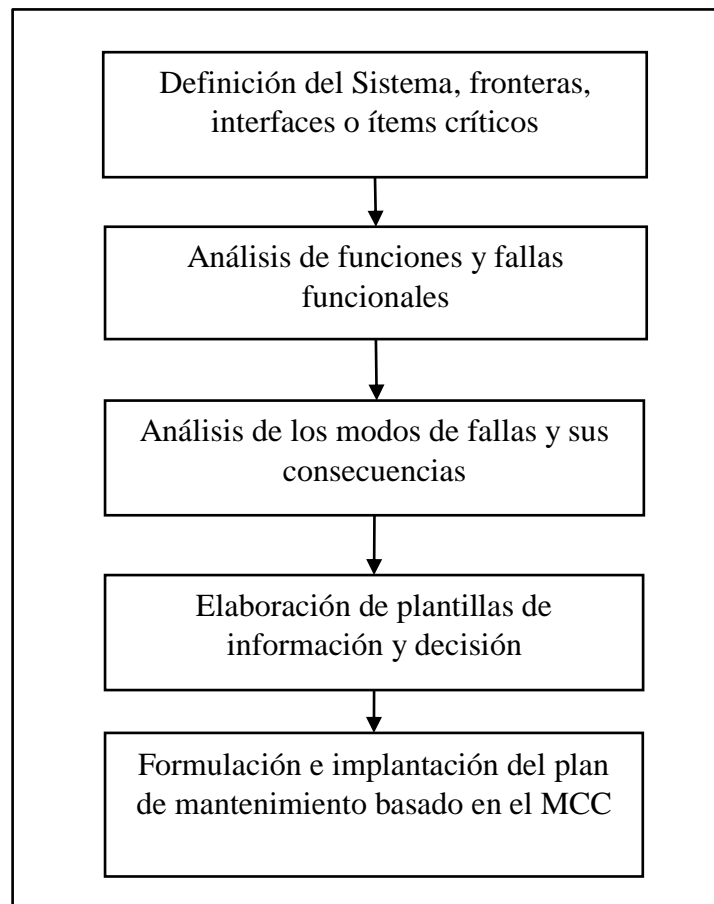 Definición del Sistema, fronteras,
interfaces o ítems críticos
Análisis de funciones y fallas
funcionales
Análisis de los modos de fallas y sus
consecuencias
Elaboración de plantillas de
información y decisión
Formulación e implantación del plan
de mantenimiento basado en el MCC